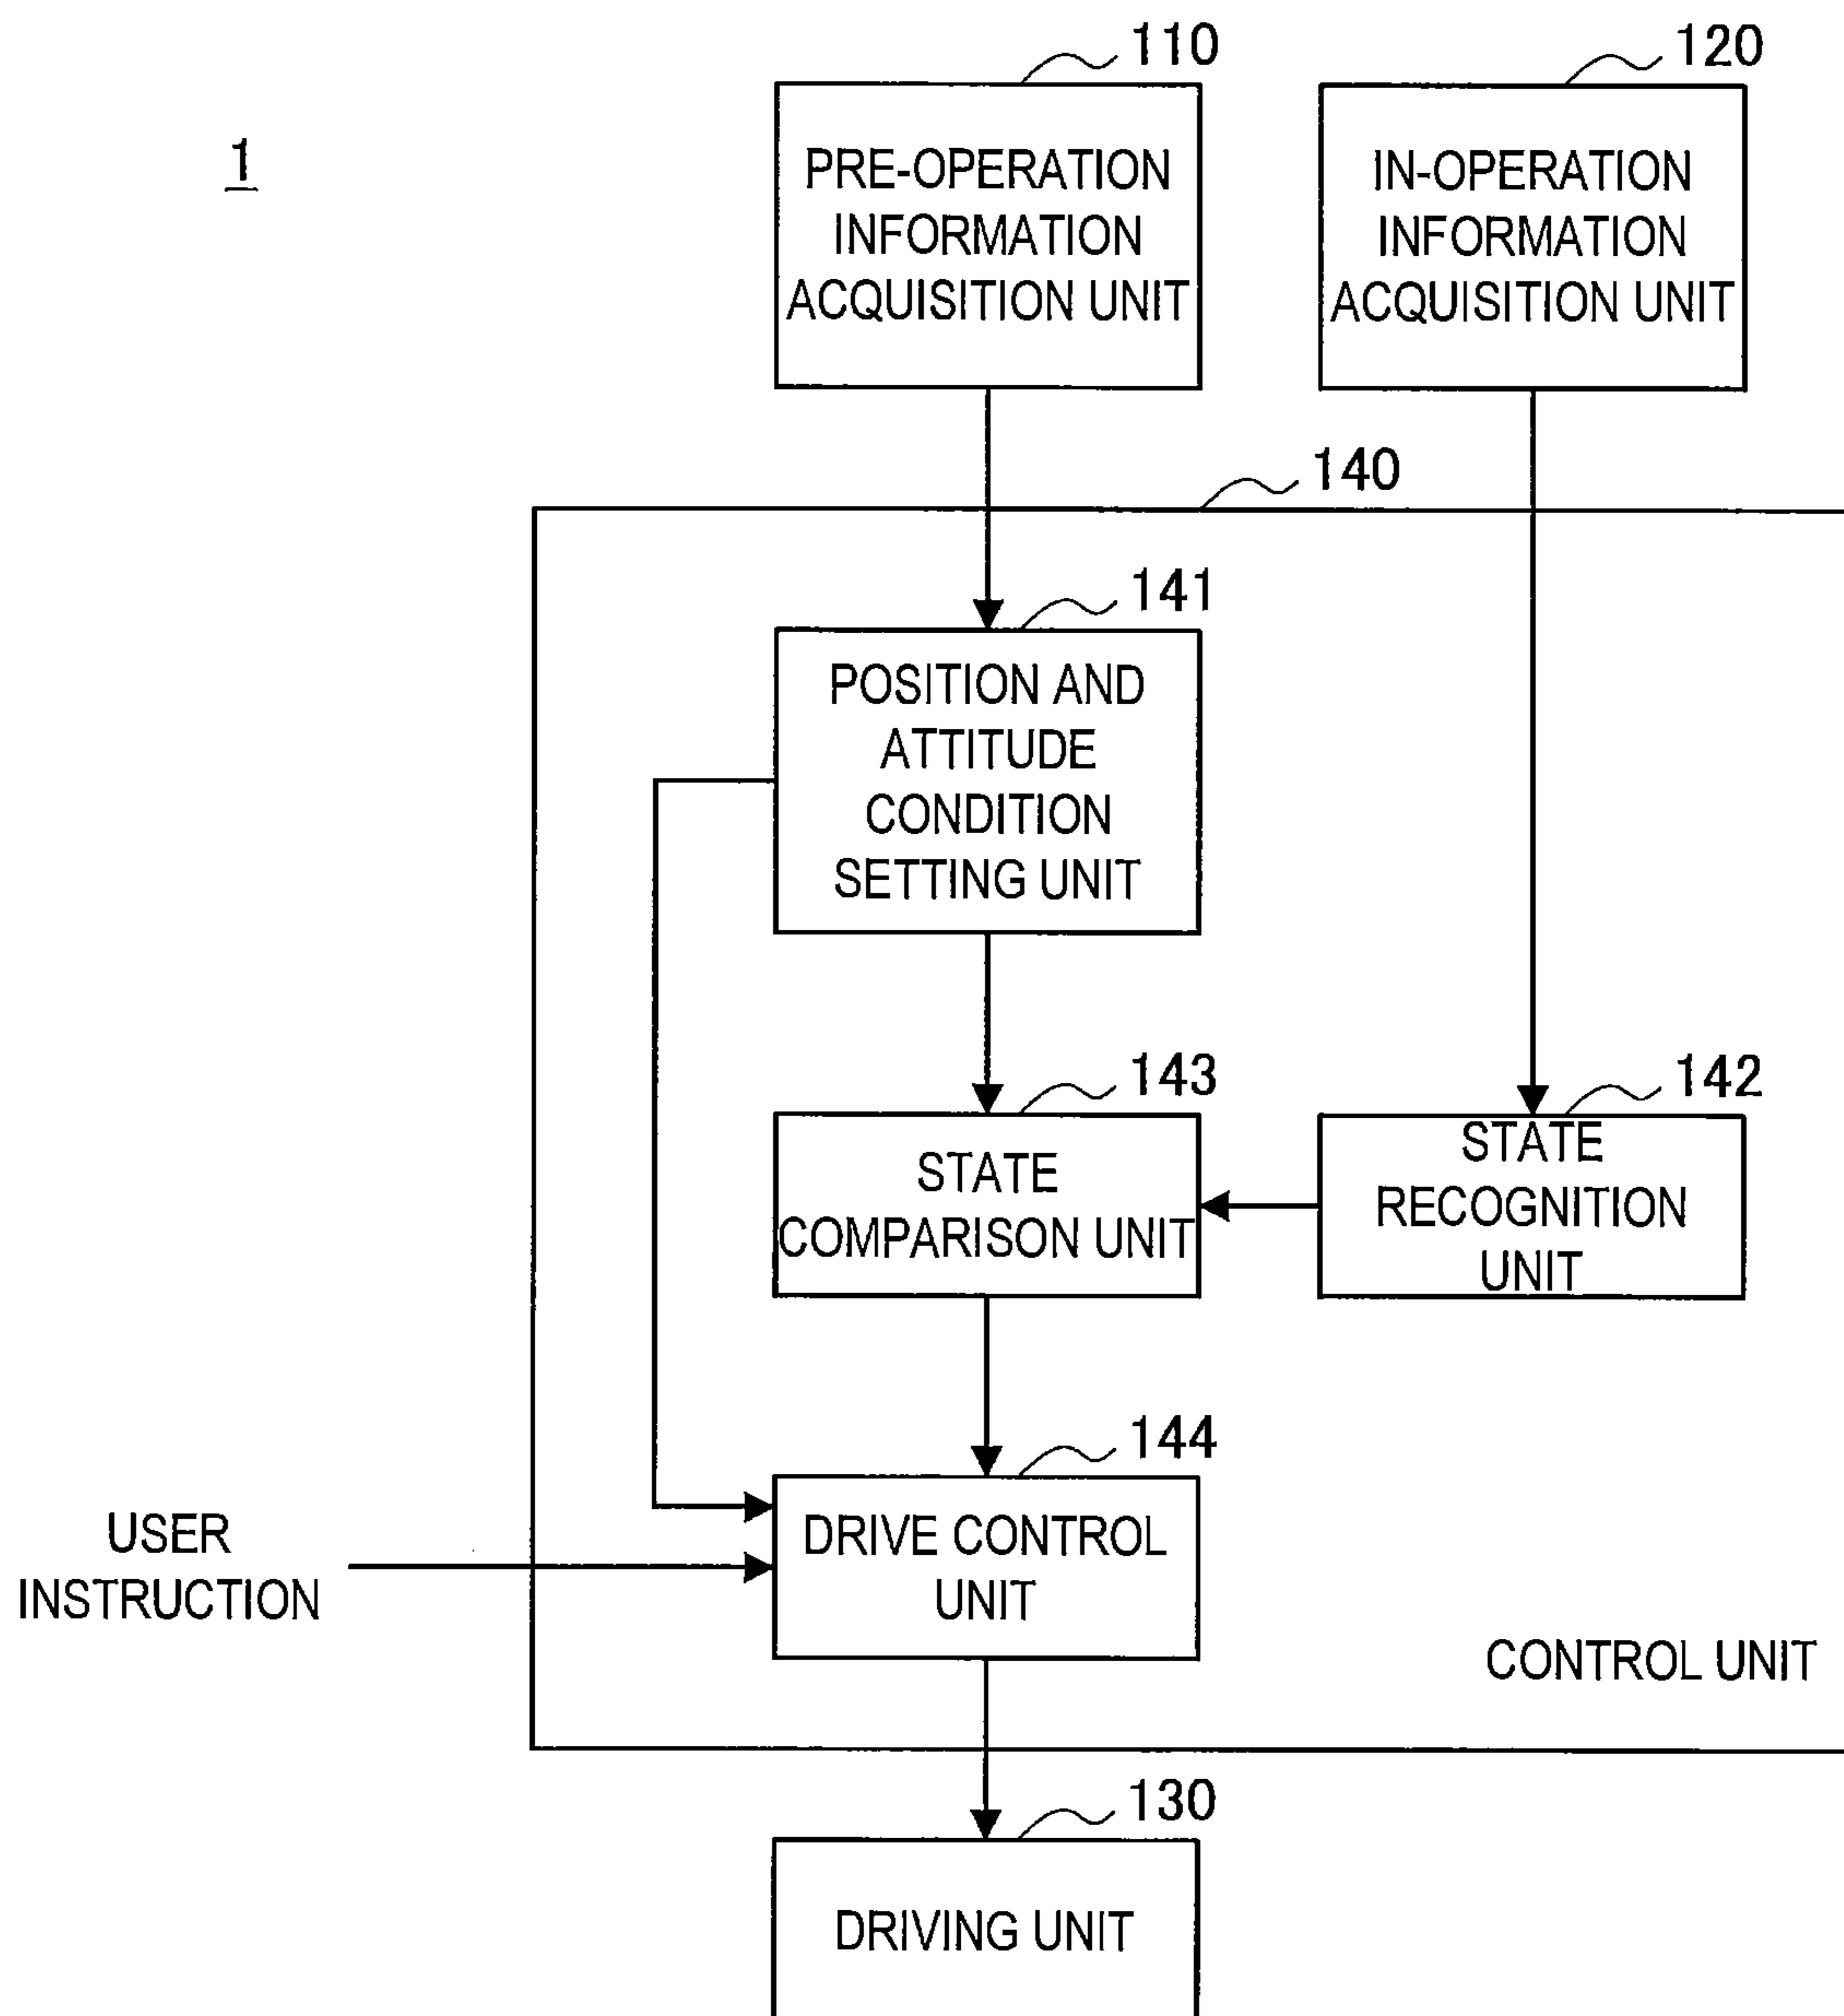 110
120
1
PRE-OPERATION
INFORMATION
ACQUISITION UNIT
IN-OPERATION
INFORMATION
ACQUISITION UNIT
140
141
POSITION AND
ATTITUDE
CONDITION
SETTING UNIT
143
142
STATE
COMPARISON UNIT
STATE
RECOGNITION
UNIT
144
USER
INSTRUCTION
DRIVE CONTROL
UNIT
CONTROL UNIT
130
DRIVING UNIT